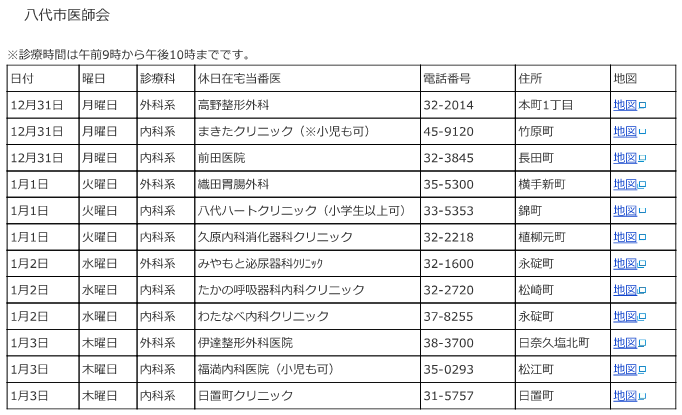 八代市医師会
※診療時間は午前9時から午後10時までです。
日付 曜日 診療科 休日在宅当番医 電話番号 住所 地図
12月31日 月曜日 外科系 高野整形外科 32-2014 本町1丁目 地図
12月31日 月曜日 内科系 まきたクリニック（※小児も可） 45-9120 竹原町 地図
12月31日 月曜日 内科系 前田医院 32-3845 長田町 地図
1月1日 火曜日 外科系 織田胃腸外科 35-5300 横手新町 地図
1月1日 火曜日 内科系 八代ハートクリニック（小学生以上可） 33-5353 錦町 地図
1月1日 火曜日 内科系 久原内科消化器科クリニック 32-2218 植柳元町 地図
1月2日 水曜日 外科系 みやもと泌尿器科ｸﾘﾆｯｸ 32-1600 永碇町 地図
1月2日 水曜日 内科系 たかの呼吸器科内科クリニック 32-2720 松崎町 地図
1月2日 水曜日 内科系 わたなべ内科クリニック 37-8255 永碇町 地図
1月3日 木曜日 外科系 伊達整形外科医院 38-3700 日奈久塩北町 地図
1月3日 木曜日 内科系 福満内科医院（小児も可） 35-0293 松江町 地図
1月3日 木曜日 内科系 日置町クリニック 31-5757 日置町 地図